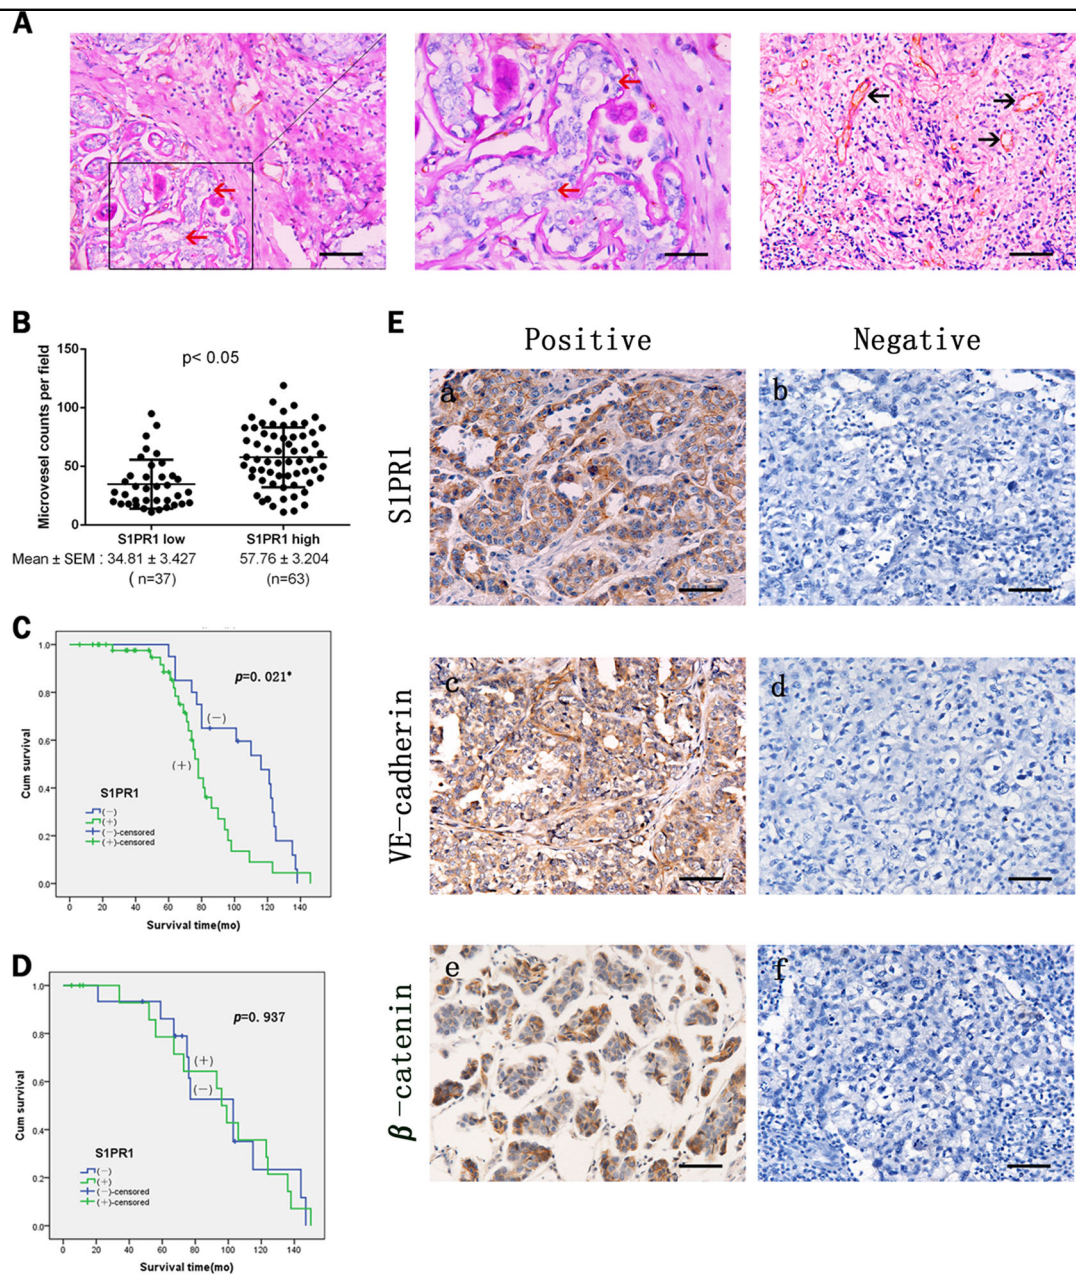 A
B
150
100
50
0
Microvesel counts per field
p< 0.05
S1PR1 low
S1PR1 high
Mean ± SEM : 34.81 ± 3.427
57.76 ± 3.204
( n=37)
(n=63)
C
1.0
0.8
0.6
0.4
0.2
0.0
Cum survival
p=0.021*
(−)
(+)
S1PR1
(−)
(+)
(−)-censored
(+)-censored
0 20 40 60 80 100 120 140
Survival time(mo)
D
1.0
0.8
0.6
0.4
0.2
0.0
Cum survival
p=0.937
(+)
(−)
S1PR1
(−)
(+)
(−)-censored
(+)-censored
0 20 40 60 80 100 120 140
Survival time(mo)
E
Positive
Negative
S1PR1
a
b
VE-cadherin
c
d
β-catenin
e
f